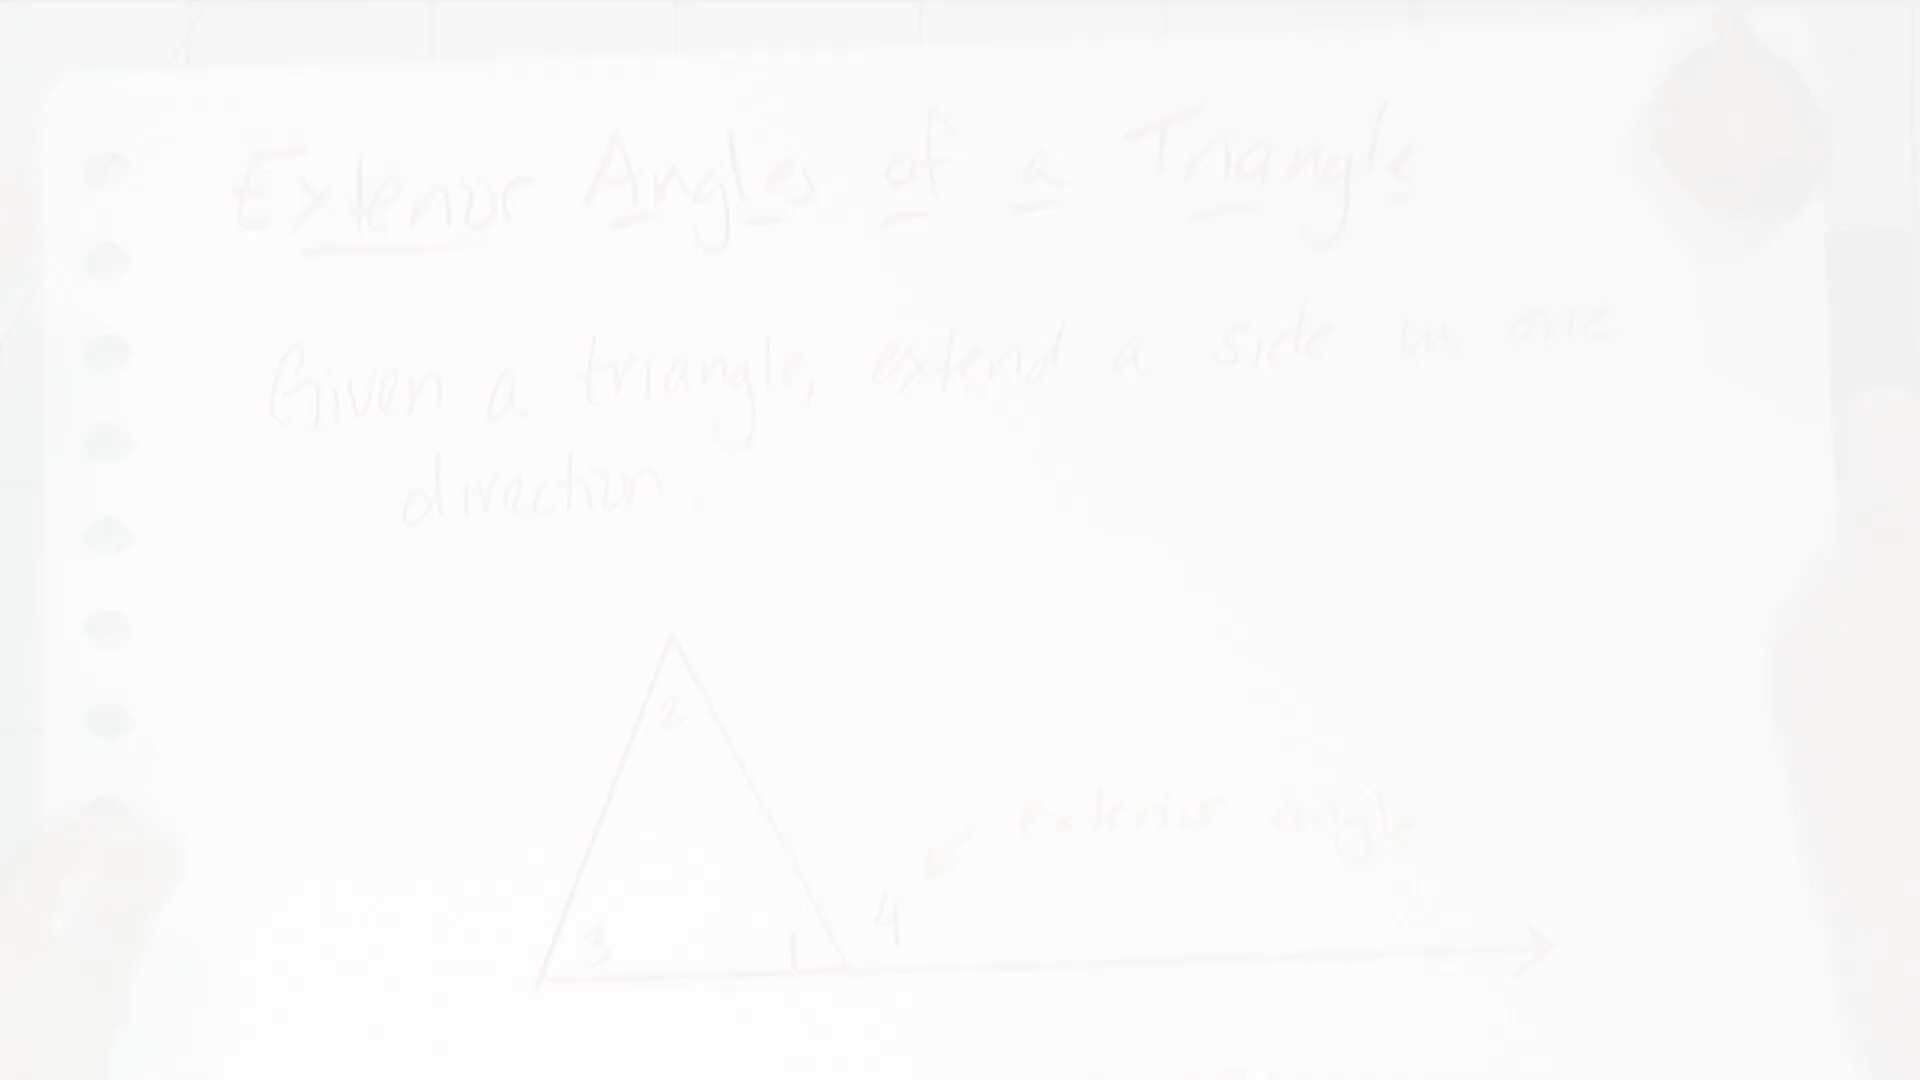 Exterior Angles of a Triangle
Given a triangle, extend a side in one
direction.
2
exterior angle
3 1 4